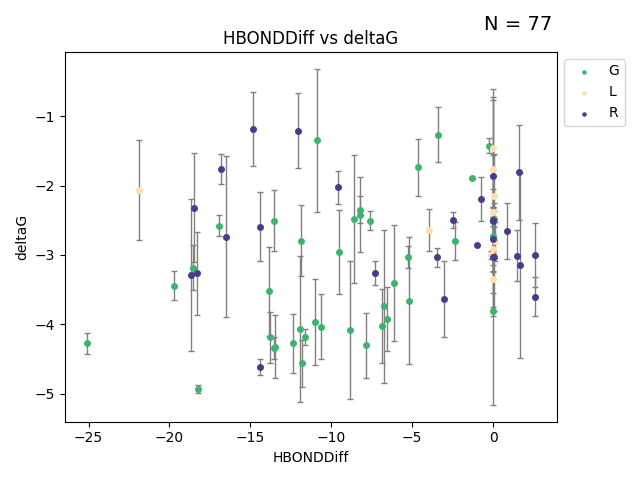 N = 77
HBONDDiff vs deltaG
G
L
R
−1
−2
−3
−4
−5
deltaG
−25 −20 −15 −10 −5 0
HBONDDiff